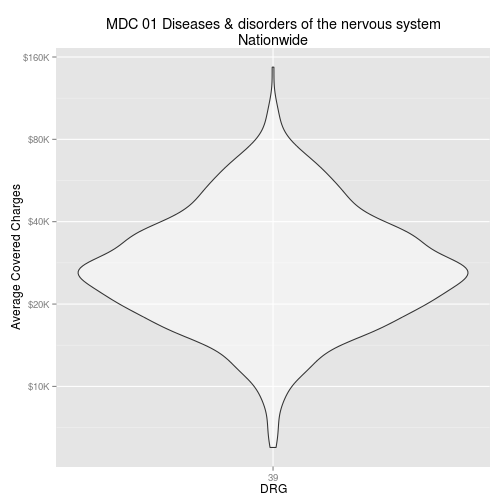 MDC 01 Diseases & disorders of the nervous system
Nationwide
$160K
$80K
$40K
$20K
$10K
Average Covered Charges
39
DRG